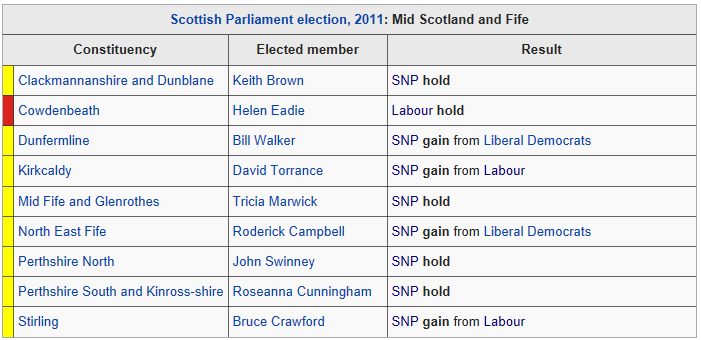 Scottish Parliament election, 2011: Mid Scotland and Fife
Constituency Elected member Result
Clackmannanshire and Dunblane Keith Brown SNP hold
Cowdenbeath Helen Eadie Labour hold
Dunfermline Bill Walker SNP gain from Liberal Democrats
Kirkcaldy David Torrance SNP gain from Labour
Mid Fife and Glenrothes Tricia Marwick SNP hold
North East Fife Roderick Campbell SNP gain from Liberal Democrats
Perthshire North John Swinney SNP hold
Perthshire South and Kinross-shire Roseanna Cunningham SNP hold
Stirling Bruce Crawford SNP gain from Labour